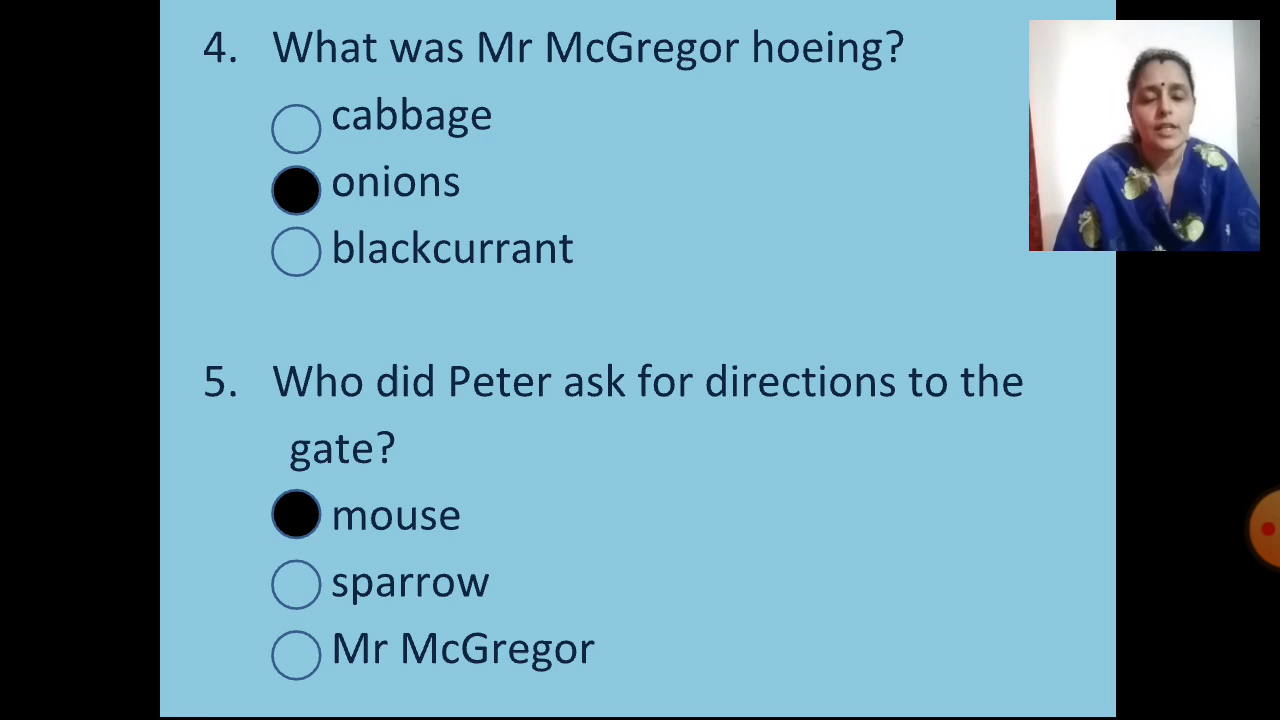 4. What was Mr McGregor hoeing?
cabbage
onions
blackcurrant
5. Who did Peter ask for directions to the
gate?
mouse
sparrow
Mr McGregor